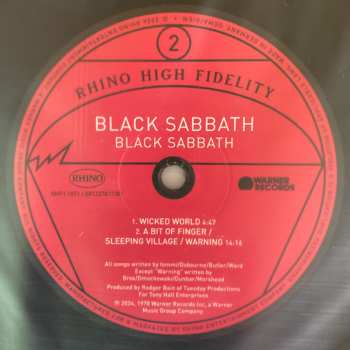 2
RHINO HIGH FIDELITY
BLACK SABBATH
BLACK SABBATH
RHINO
WARNER RECORDS
1. WICKED WORLD 4:47
2. A BIT OF FINGER /
SLEEPING VILLAGE / WARNING 14:16
All songs written by Iommi/Osbourne/Butler/Ward
Except "Warning" written by
Bros/Dmochowski/Dunbar/Morshead
Produced by Rodger Bain of Tuesday Productions
For Tony Hall Enterprises
℗ 2024, 1970 Warner Records Inc, a Warner
Music Group Company